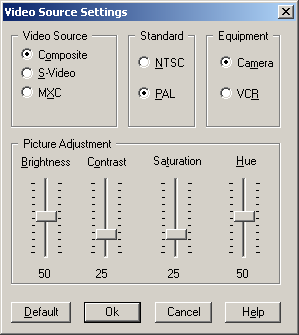 Video Source Settings
Video Source
Standard
Equipment
Composite
S-Video
MXC
NTSC
PAL
Camera
VCR
Picture Adjustment
Brightness Contrast Saturation Hue
50 25 25 50
Default Ok Cancel Help